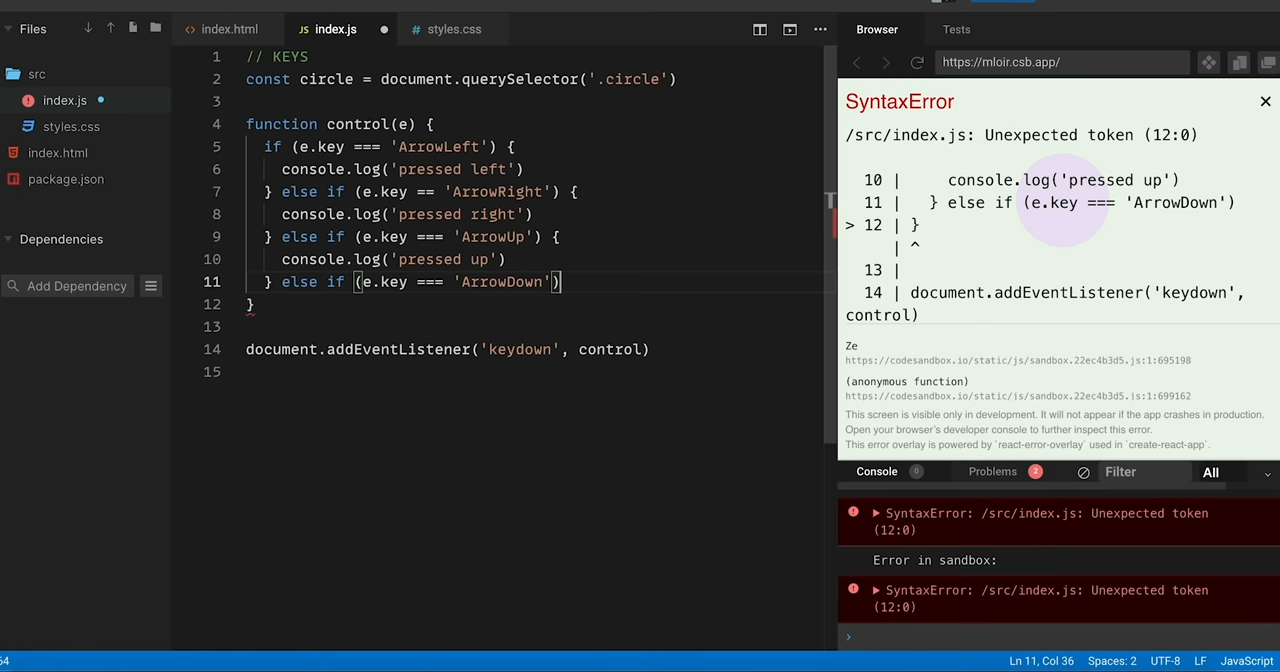 Files
src
index.js
styles.css
index.html
package.json
Dependencies
Add Dependency
index.html
JS index.js
# styles.css
1 // KEYS
2 const circle = document.querySelector('.circle')
3
4 function control(e) {
5 if (e.key === 'ArrowLeft') {
6 console.log('pressed left')
7 } else if (e.key == 'ArrowRight') {
8 console.log('pressed right')
9 } else if (e.key === 'ArrowUp') {
10 console.log('pressed up')
11 } else if (e.key === 'ArrowDown')
12 }
13
14 document.addEventListener('keydown', control)
15
Browser
Tests
https://mloir.csb.app/
SyntaxError
/src/index.js: Unexpected token (12:0)
10 | console.log('pressed up')
11 | } else if (e.key === 'ArrowDown')
> 12 | }
| ^
13 |
14 | document.addEventListener('keydown',
control)
Ze
https://codesandbox.io/static/js/sandbox.22ec4b3d5.js:1:695198
(anonymous function)
https://codesandbox.io/static/js/sandbox.22ec4b3d5.js:1:699162
This screen is visible only in development. It will not appear if the app crashes in production.
Open your browser's developer console to further inspect this error.
This error overlay is powered by `react-error-overlay` used in `create-react-app`.
Console 0
Problems 2
Filter
All
SyntaxError: /src/index.js: Unexpected token
(12:0)
Error in sandbox:
SyntaxError: /src/index.js: Unexpected token
(12:0)
64
Ln 11, Col 36 Spaces: 2 UTF-8 LF JavaScript